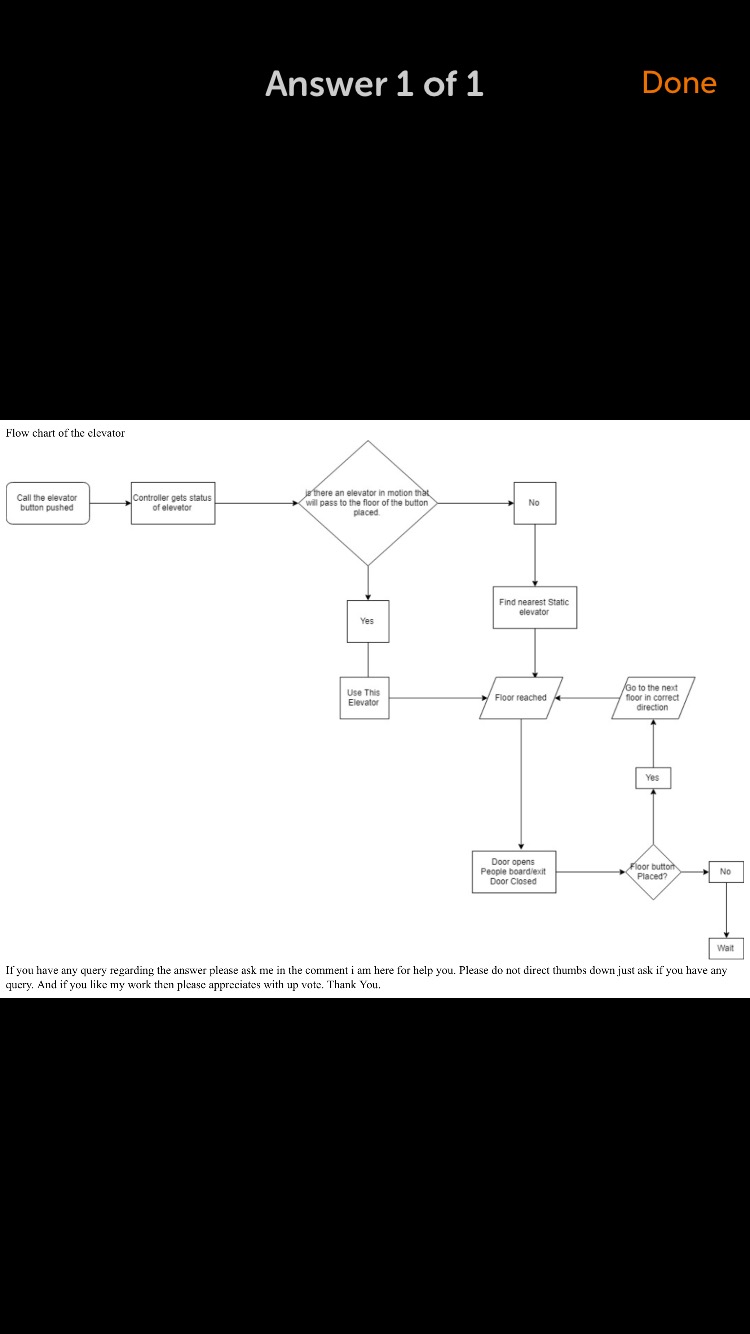 Answer 1 of 1
Done
Flow chart of the elevator
Call the elevator
button pushed
Controller gets status
of elevetor
is there an elevator in motion that
will pass to the floor of the button
placed.
No
Yes
Find nearest Static
elevator
Use This
Elevator
Floor reached
Go to the next
floor in correct
direction
Yes
Door opens
People board/exit
Door Closed
Floor button
Placed?
No
Wait
If you have any query regarding the answer please ask me in the comment i am here for help you. Please do not direct thumbs down just ask if you have any
query. And if you like my work then please appreciates with up vote. Thank You.